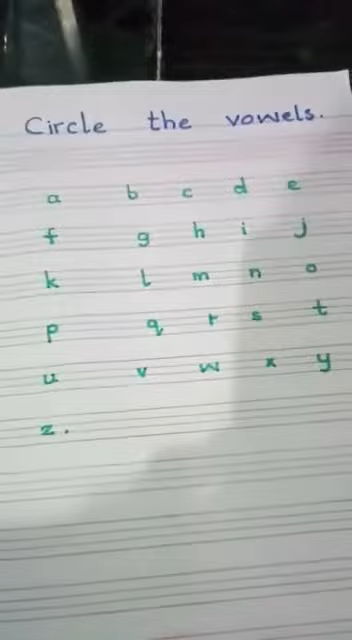 Circle the vowels.
a b c d e
f g h i j
k l m n o
p q r s t
u v w x y
z.